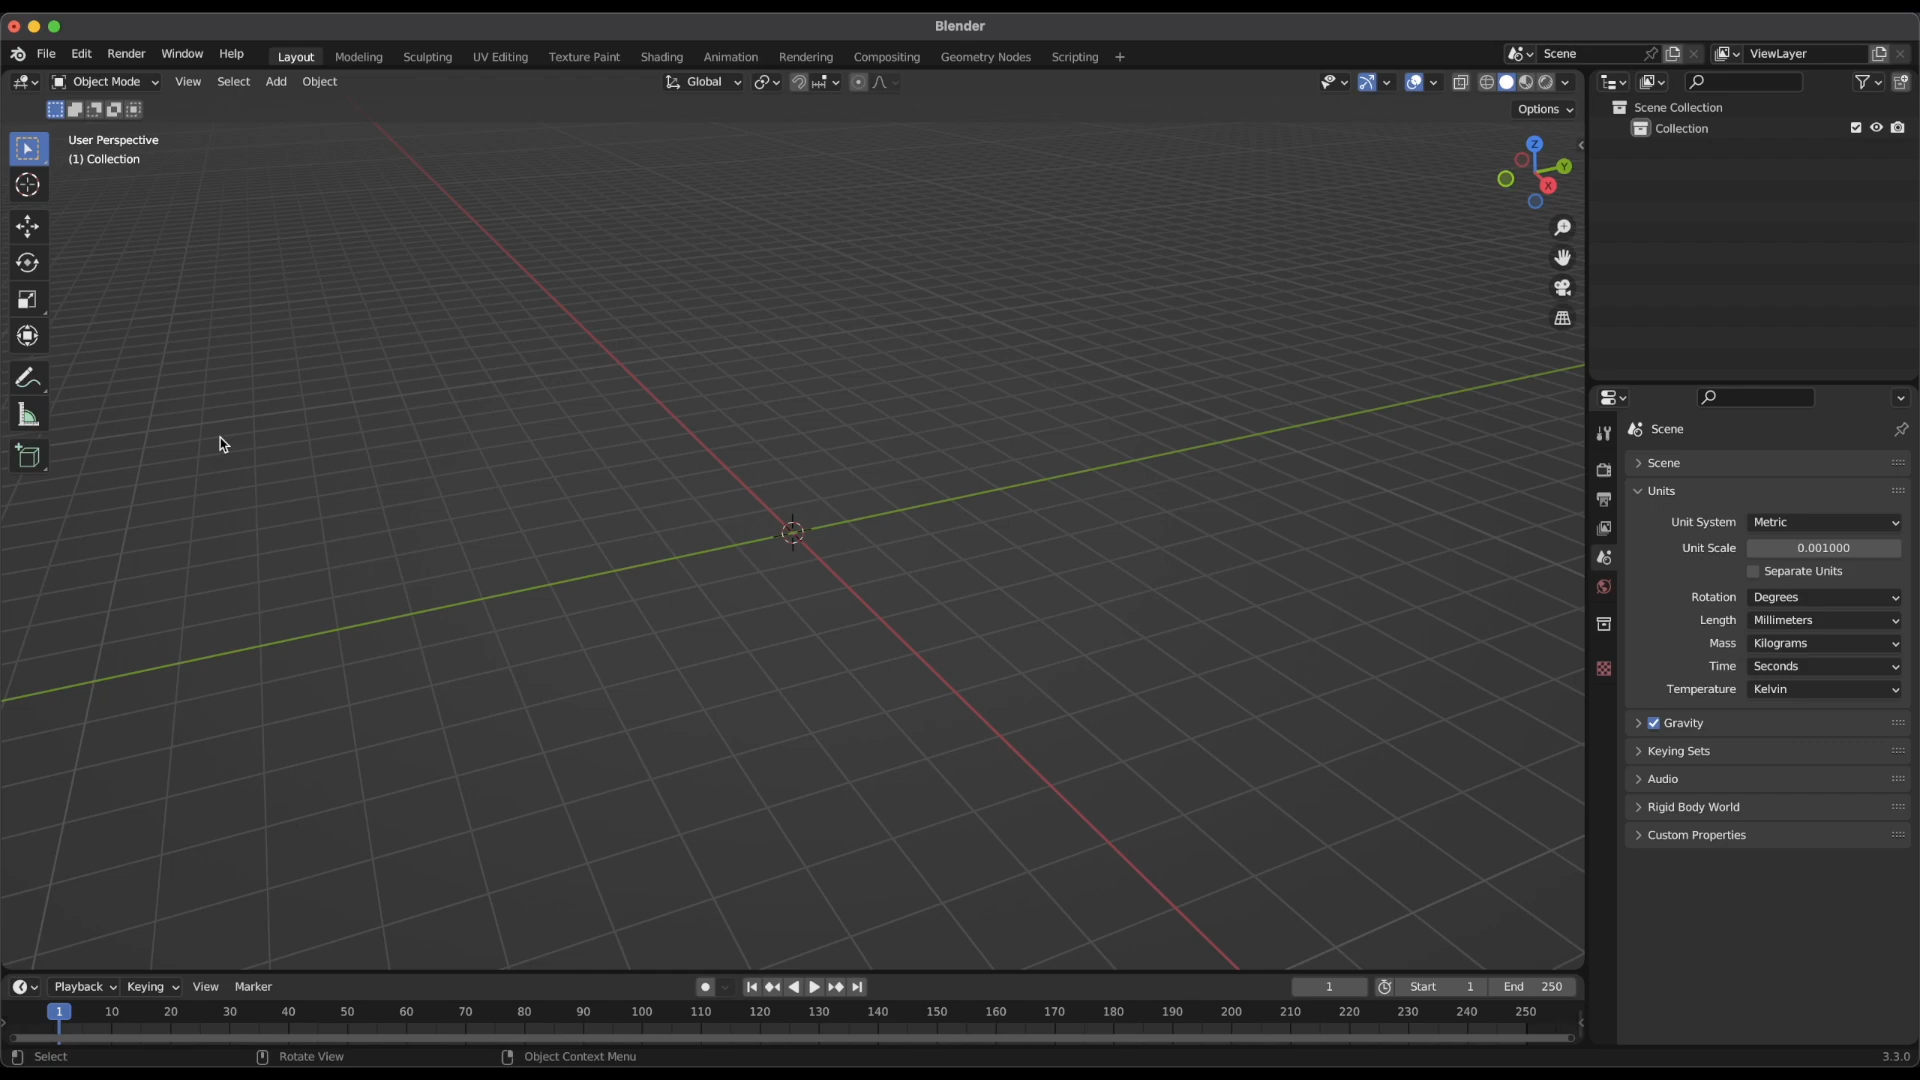 Blender
File Edit Render Window Help Layout Modeling Sculpting UV Editing Texture Paint Shading Animation Rendering Compositing Geometry Nodes Scripting + Scene ViewLayer
Object Mode View Select Add Object Global
Options
User Perspective
(1) Collection
Z
Y
X
Scene Collection
Collection
Scene
Scene
Units
Unit System Metric
Unit Scale 0.001000
Separate Units
Rotation Degrees
Length Millimeters
Mass Kilograms
Time Seconds
Temperature Kelvin
Gravity
Keying Sets
Audio
Rigid Body World
Custom Properties
Playback Keying View Marker 1 Start 1 End 250
1 10 20 30 40 50 60 70 80 90 100 110 120 130 140 150 160 170 180 190 200 210 220 230 240 250
Select Rotate View Object Context Menu 3.3.0